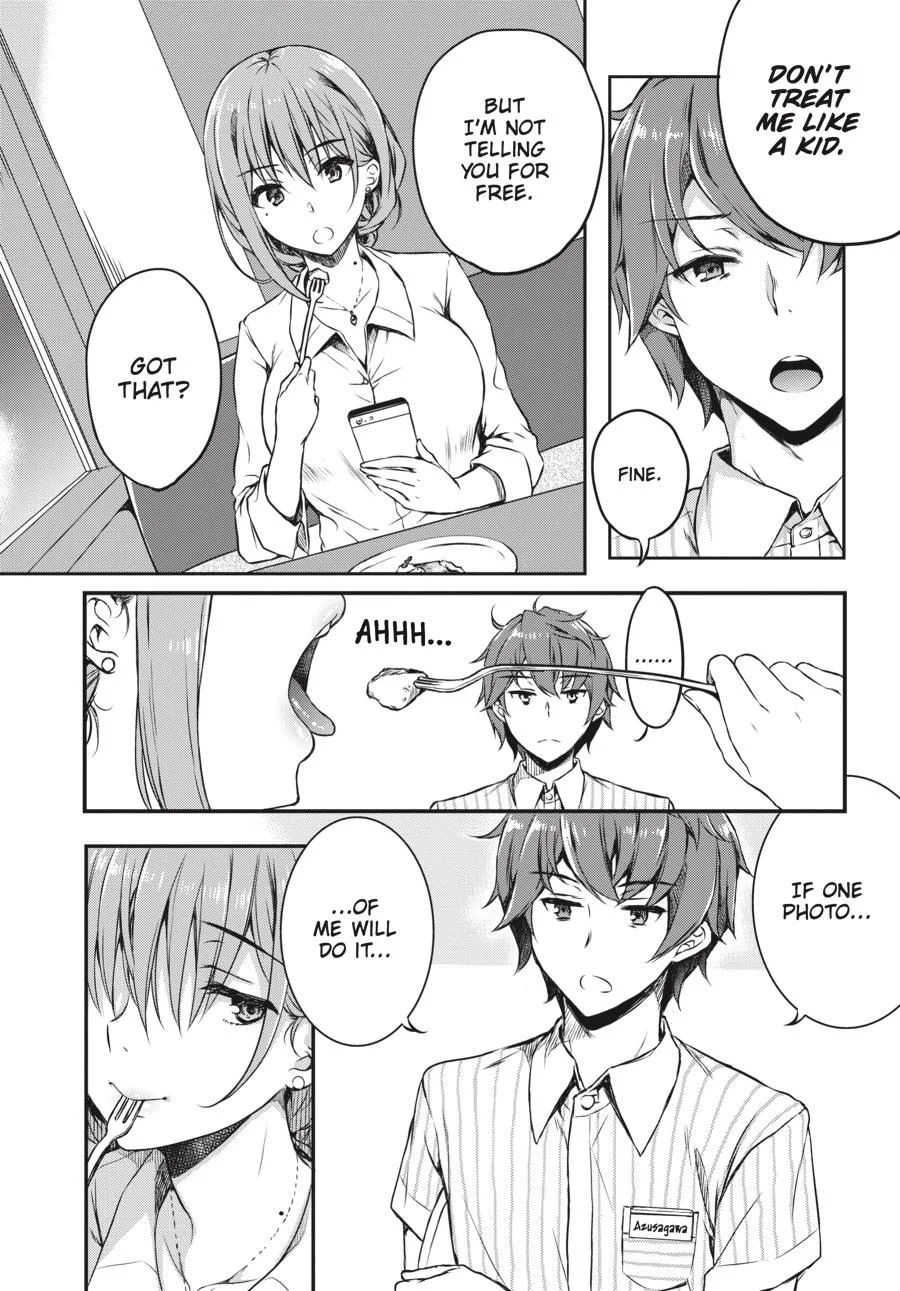 DON'T
TREAT
ME LIKE
A KID.
FINE.
BUT
I'M NOT
TELLING
YOU FOR
FREE.
GOT
THAT?
......
AHHH...
IF ONE
PHOTO...
...OF
ME WILL
DO IT...
Azusagawa